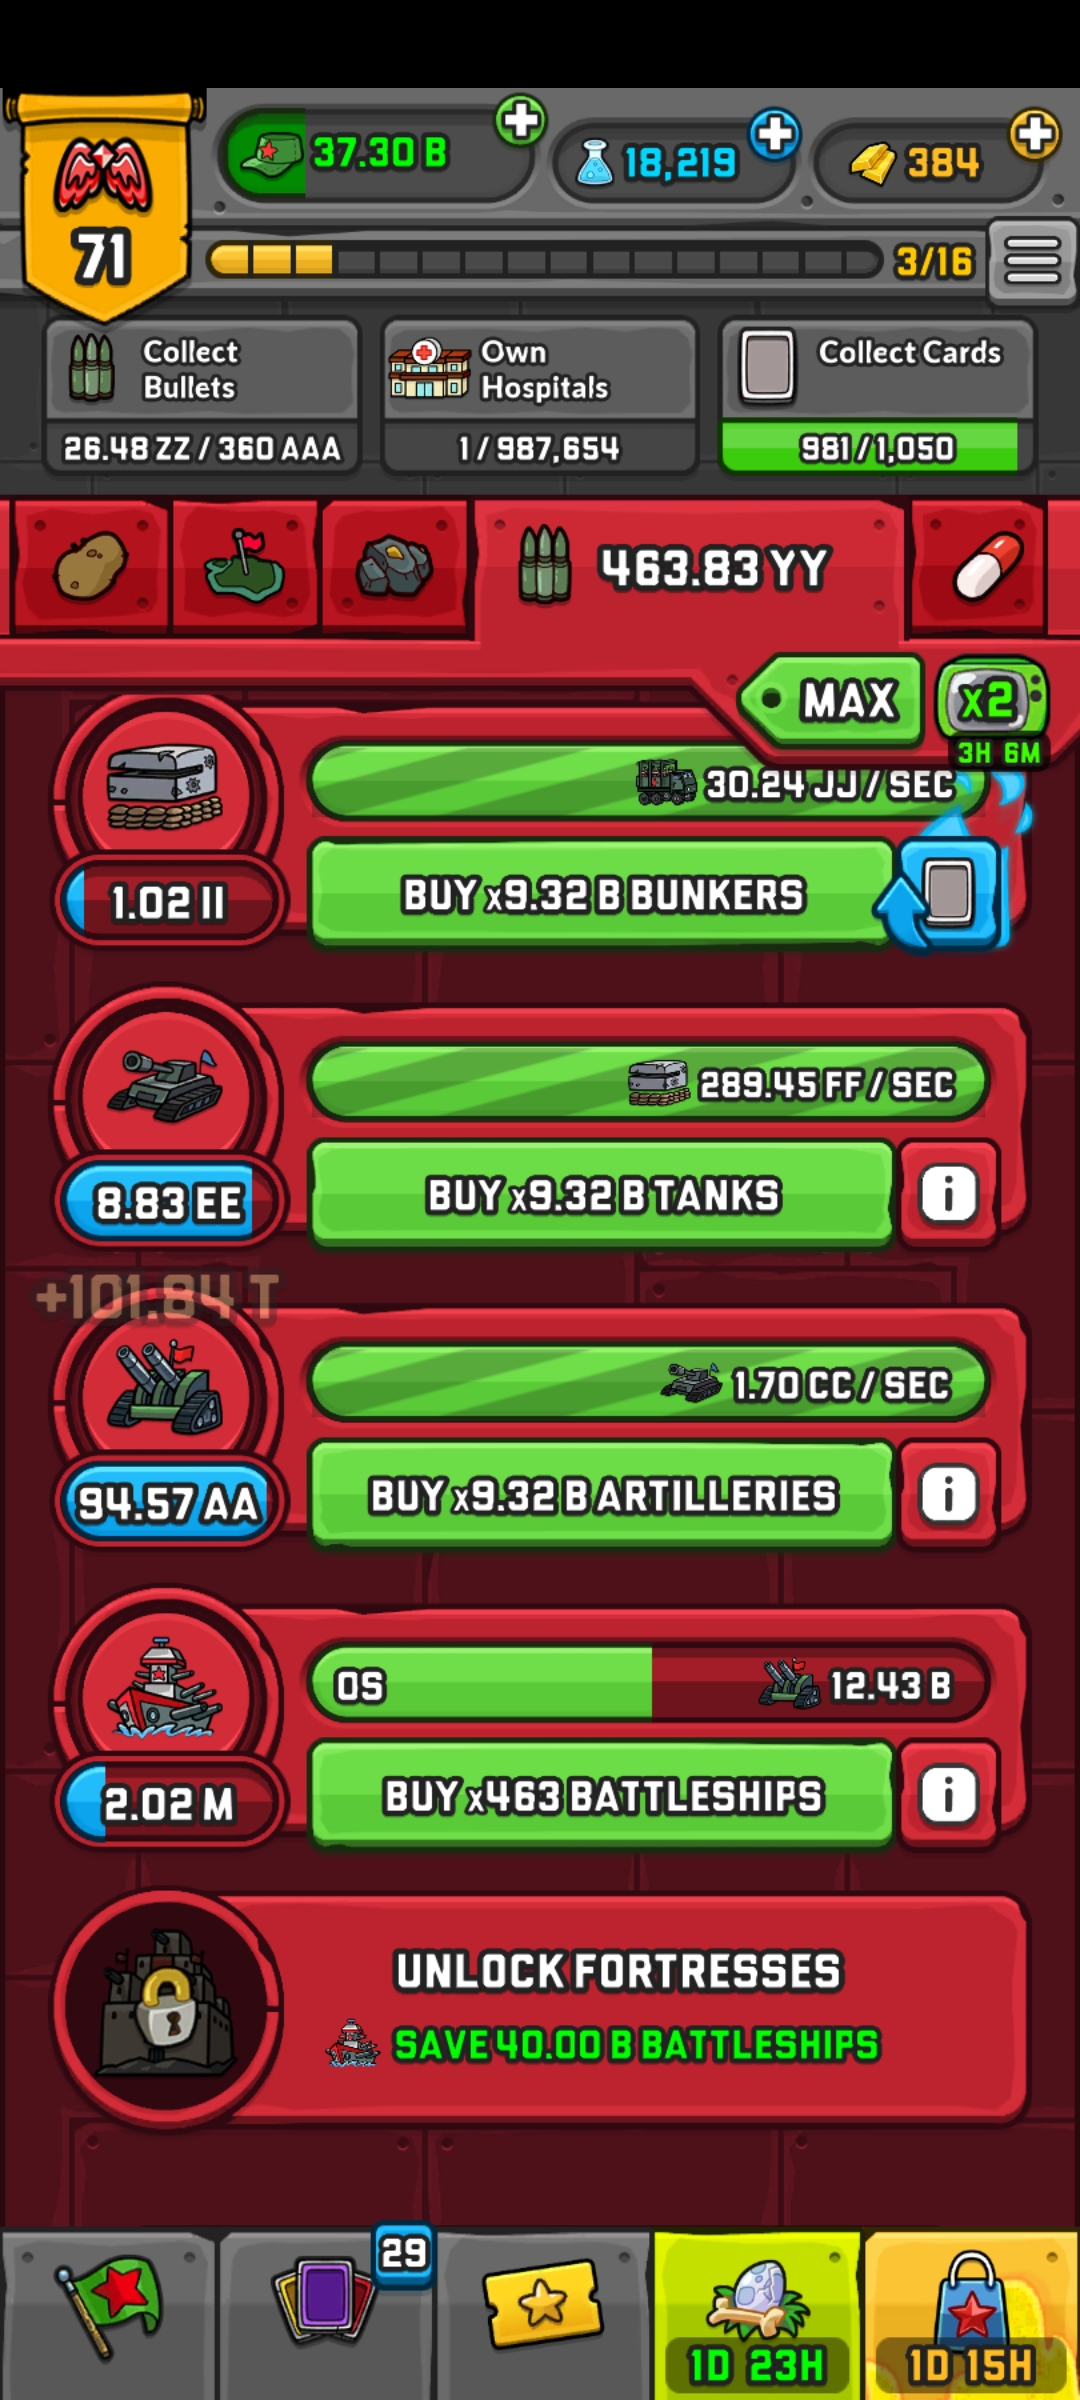 37.30 B
18,219
384
71
3/16
Collect
Bullets
26.48 ZZ / 360 AAA
Own
Hospitals
1 / 987,654
Collect Cards
981 / 1,050
463.83 YY
MAX
x2
3H 6M
30.24 JJ / SEC
1.02 II
BUY x9.32 B BUNKERS
289.45 FF / SEC
8.83 EE
BUY x9.32 B TANKS
+101.84 T
1.70 CC / SEC
94.57 AA
BUY x9.32 B ARTILLERIES
0S
12.43 B
2.02 M
BUY x463 BATTLESHIPS
UNLOCK FORTRESSES
SAVE 40.00 B BATTLESHIPS
29
1D 23H
1D 15H